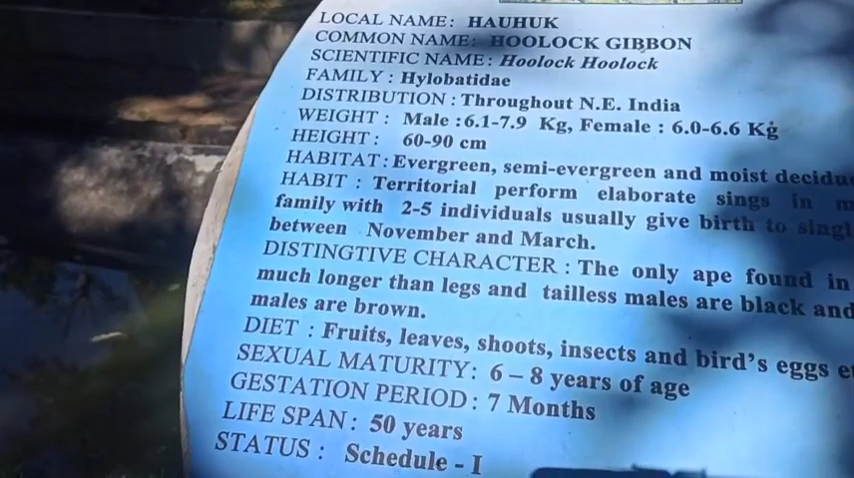 LOCAL NAME: HAUHUK
COMMON NAME: HOOLOCK GIBBON
SCIENTIFIC NAME: Hoolock Hoolock
FAMILY : Hylobatidae
DISTRIBUTION : Throughout N.E. India
WEIGHT : Male :6.1-7.9 Kg, Female : 6.0-6.6 Kg
HEIGHT : 60-90 cm
HABITAT : Evergreen, semi-evergreen and moist decidu
HABIT : Territorial perform elaborate sings in m
family with 2-5 individuals usually give birth to singl
between November and March.
DISTINGTIVE CHARACTER : The only ape found in
much longer than legs and tailless males are black and
males are brown.
DIET : Fruits, leaves, shoots, insects and bird's eggs et
SEXUAL MATURITY: 6 – 8 years of age
GESTATION PERIOD : 7 Months
LIFE SPAN: 50 years
STATUS : Schedule - I